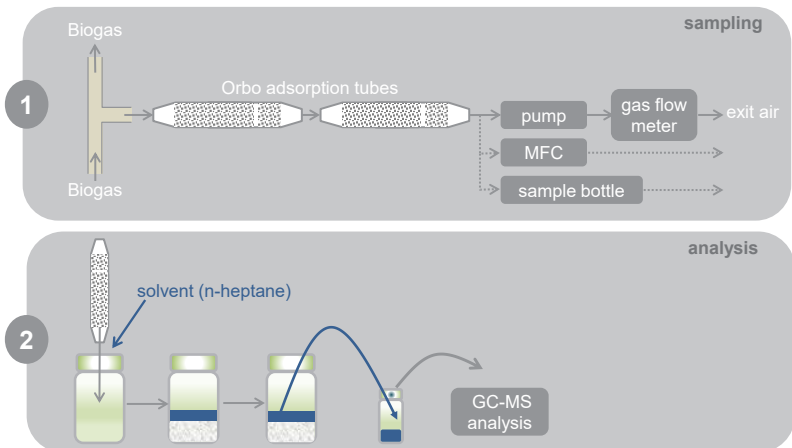 sampling
Biogas
Orbo adsorption tubes
1
pump
gas flow
meter
exit air
MFC
Biogas
sample bottle
analysis
solvent (n-heptane)
2
GC-MS
analysis